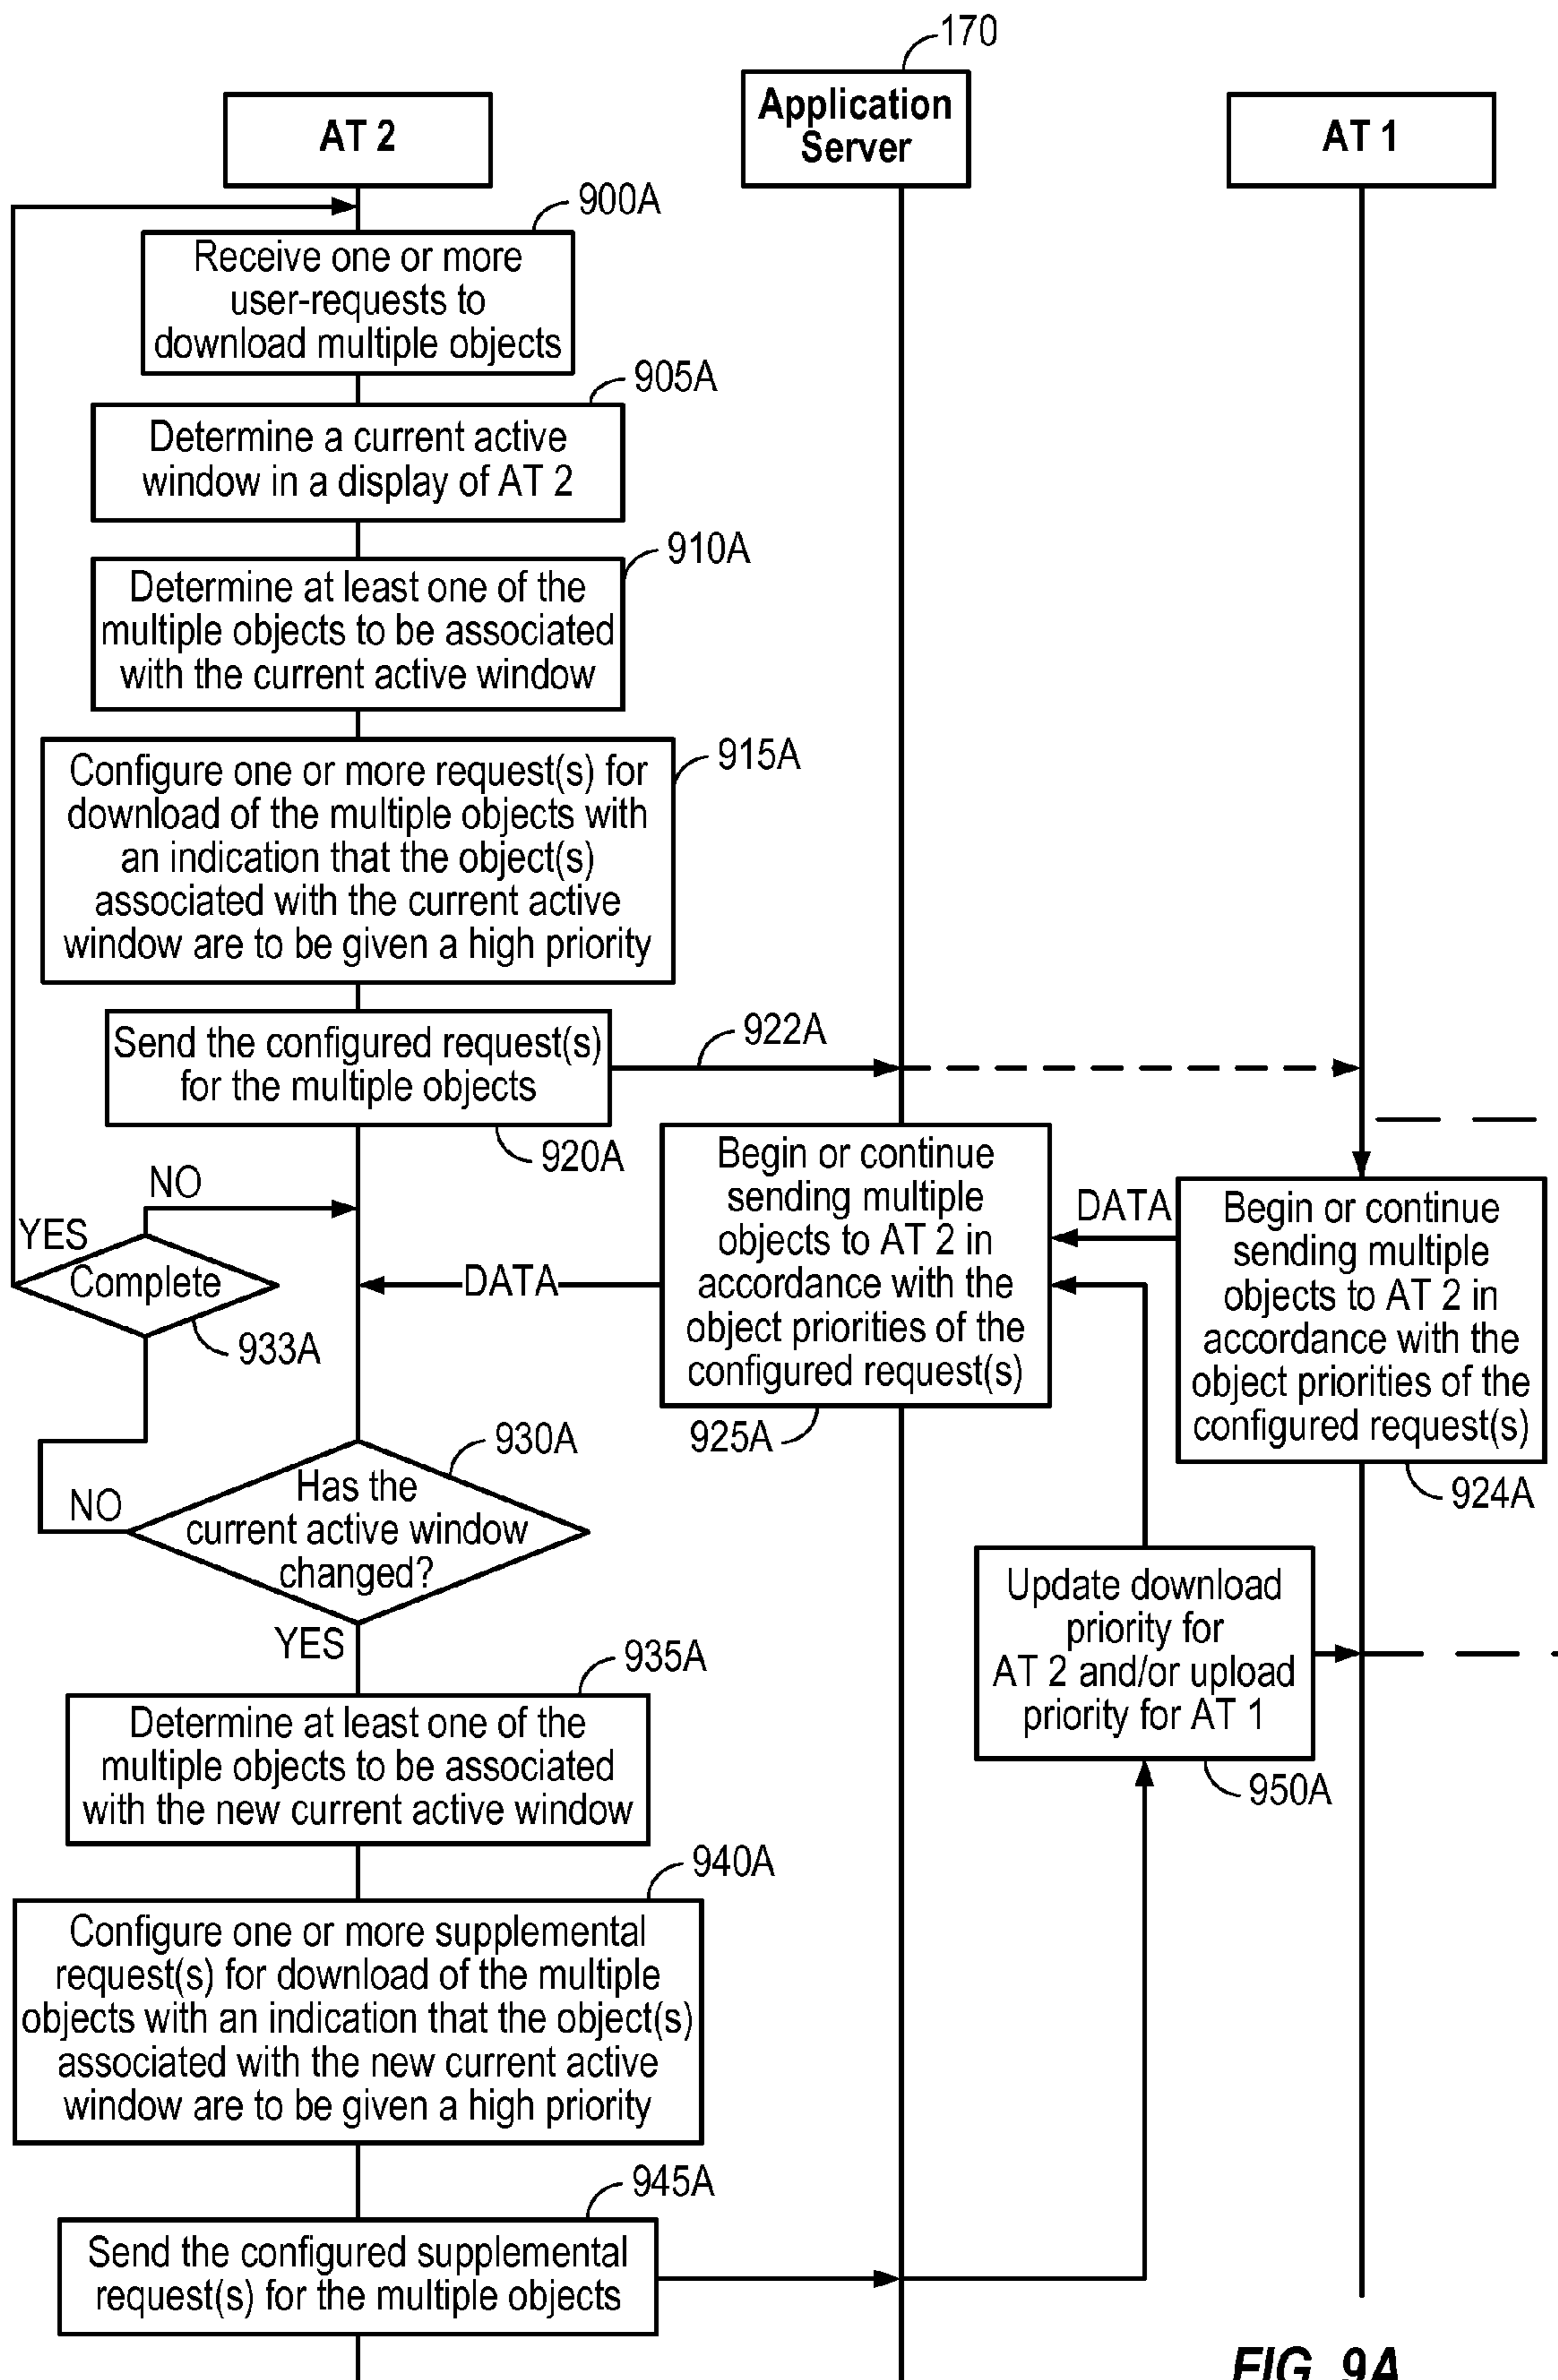 170
AT 2
Application
Server
AT 1
900A
Receive one or more
user-requests to
download multiple objects
905A
Determine a current active
window in a display of AT 2
910A
Determine at least one of the
multiple objects to be associated
with the current active window
915A
Configure one or more request(s) for
download of the multiple objects with
an indication that the object(s)
associated with the current active
window are to be given a high priority
Send the configured request(s)
for the multiple objects
922A
920A
NO
YES
Complete
933A
DATA
Begin or continue
sending multiple
objects to AT 2 in
accordance with the
object priorities of the
configured request(s)
925A
DATA
Begin or continue
sending multiple
objects to AT 2 in
accordance with the
object priorities of the
configured request(s)
924A
930A
Has the
current active window
changed?
NO
YES
Update download
priority for
AT 2 and/or upload
priority for AT 1
950A
935A
Determine at least one of the
multiple objects to be associated
with the new current active window
940A
Configure one or more supplemental
request(s) for download of the multiple
objects with an indication that the object(s)
associated with the new current active
window are to be given a high priority
945A
Send the configured supplemental
request(s) for the multiple objects
FIG. 9A